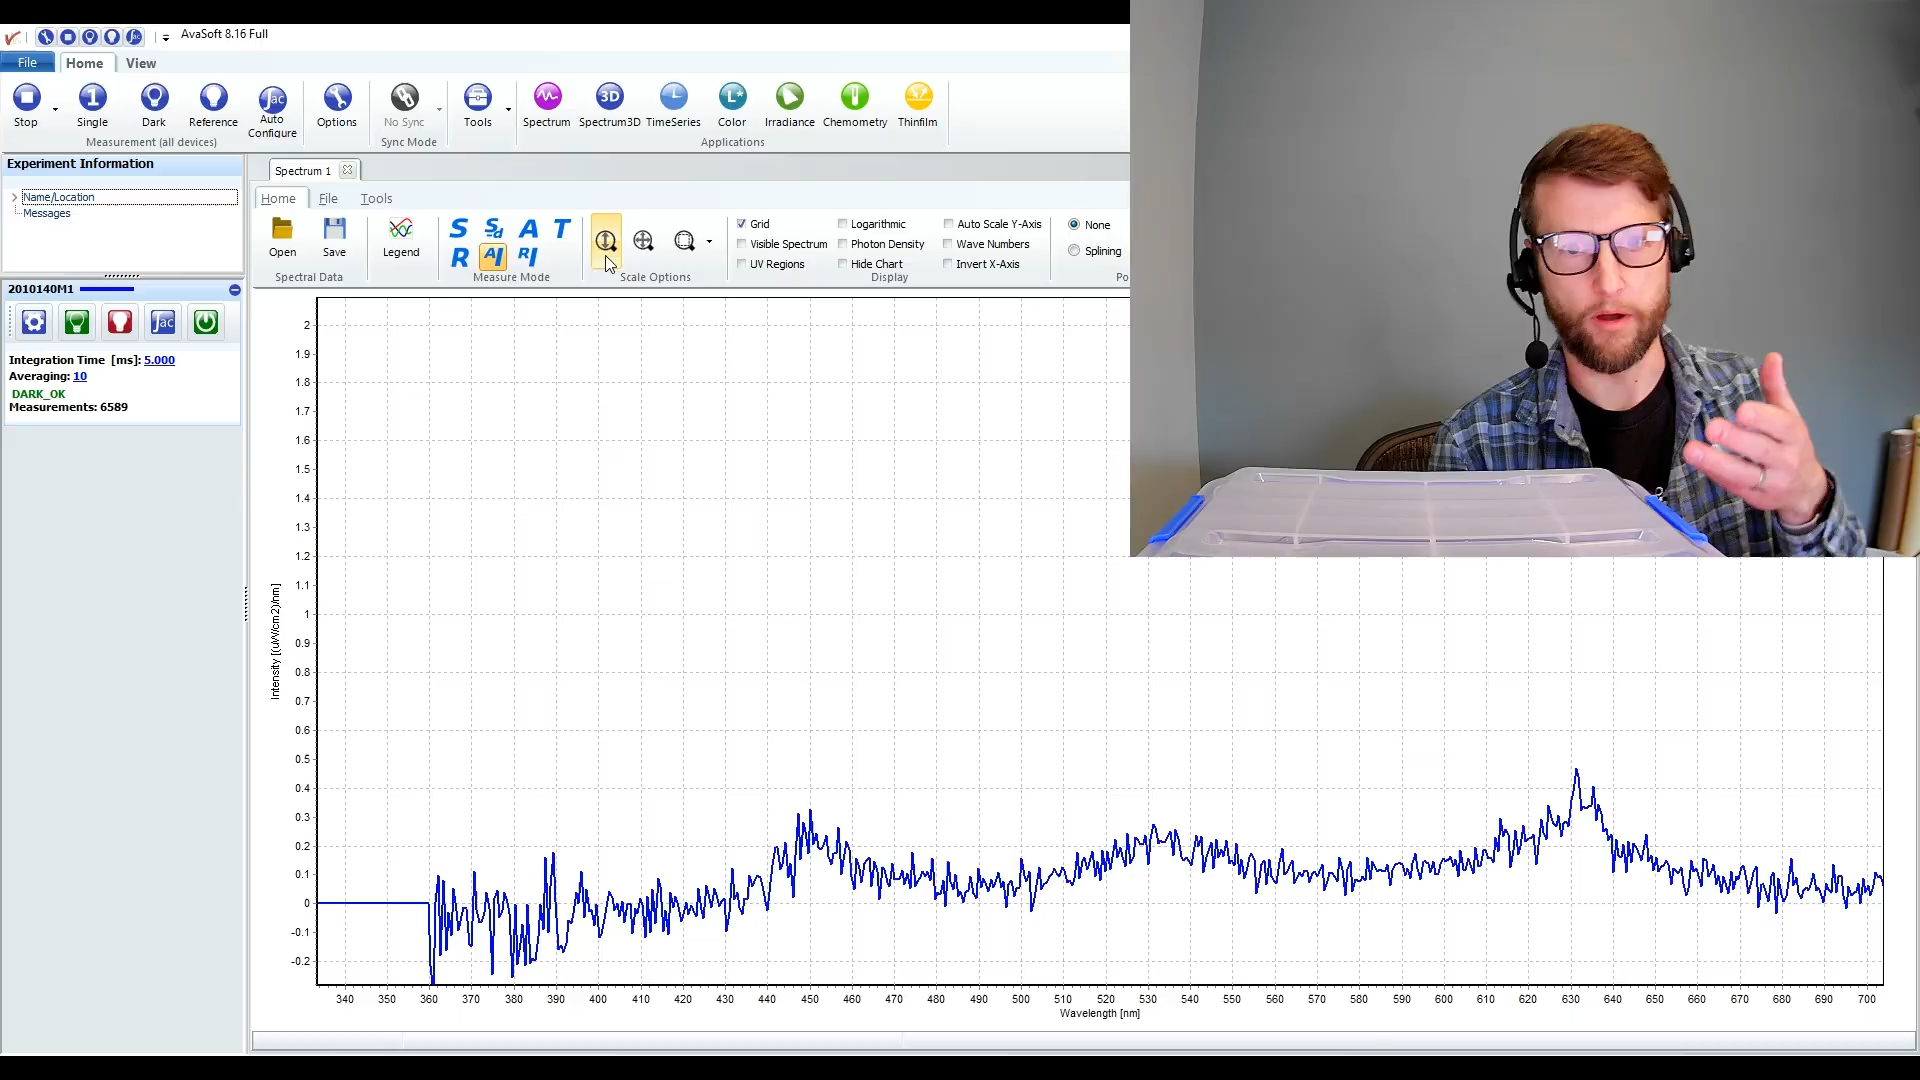 AvaSoft 8.16 Full
File Home View
Stop Single Dark Reference Auto Configure Options No Sync Tools Spectrum Spectrum3D TimeSeries Color Irradiance Chemometry Thinfilm
Measurement (all devices) Sync Mode Applications
Experiment Information
Name/Location
Messages
2010140M1
Jac
Integration Time [ms]: 5.000
Averaging: 10
DARK_OK
Measurements: 6589
Spectrum 1
Home File Tools
Open Save Legend
S Sd A T
R AI RI
Grid Logarithmic Auto Scale Y-Axis None
Visible Spectrum Photon Density Wave Numbers Splining
UV Regions Hide Chart Invert X-Axis
Spectral Data Measure Mode Scale Options Display Po
Intensity [(uW/cm2)/nm]
2
1.9
1.8
1.7
1.6
1.5
1.4
1.3
1.2
1.1
1
0.9
0.8
0.7
0.6
0.5
0.4
0.3
0.2
0.1
0
-0.1
-0.2
340 350 360 370 380 390 400 410 420 430 440 450 460 470 480 490 500 510 520 530 540 550 560 570 580 590 600 610 620 630 640 650 660 670 680 690 700
Wavelength [nm]